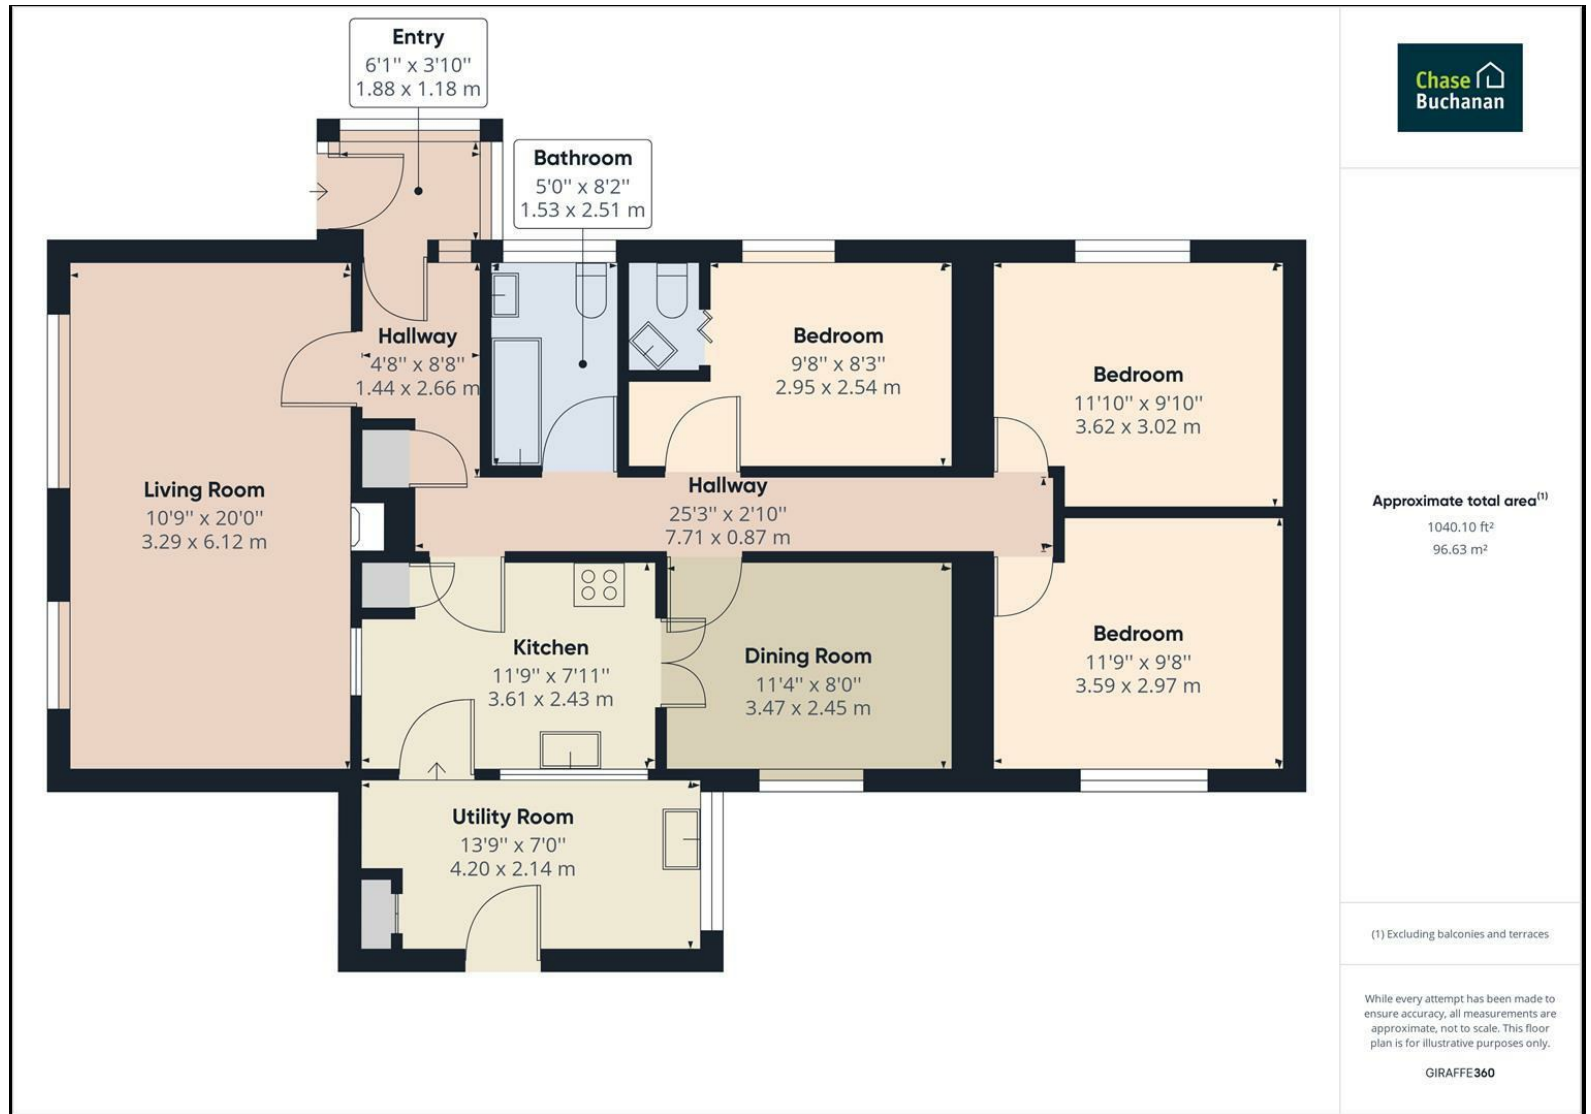 Entry
6'1" x 3'10"
1.88 x 1.18 m
Bathroom
5'0" x 8'2"
1.53 x 2.51 m
Hallway
4'8" x 8'8"
1.44 x 2.66 m
Bedroom
9'8" x 8'3"
2.95 x 2.54 m
Bedroom
11'10" x 9'10"
3.62 x 3.02 m
Living Room
10'9" x 20'0"
3.29 x 6.12 m
Hallway
25'3" x 2'10"
7.71 x 0.87 m
Kitchen
11'9" x 7'11"
3.61 x 2.43 m
Dining Room
11'4" x 8'0"
3.47 x 2.45 m
Bedroom
11'9" x 9'8"
3.59 x 2.97 m
Utility Room
13'9" x 7'0"
4.20 x 2.14 m
Chase
Buchanan
Approximate total area(1)
1040.10 ft²
96.63 m²
(1) Excluding balconies and terraces
While every attempt has been made to
ensure accuracy, all measurements are
approximate, not to scale. This floor
plan is for illustrative purposes only.
GIRAFFE360